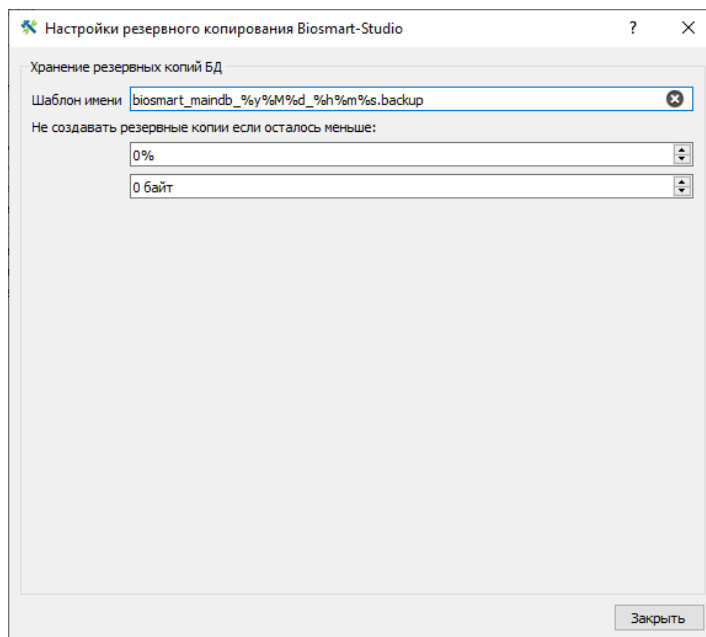 Настройки резервного копирования Biosmart-Studio
Хранение резервных копий БД
Шаблон имени biosmart_maindb_%y%M%d_%h%m%s.backup
Не создавать резервные копии если осталось меньше:
0%
0 байт
Закрыть